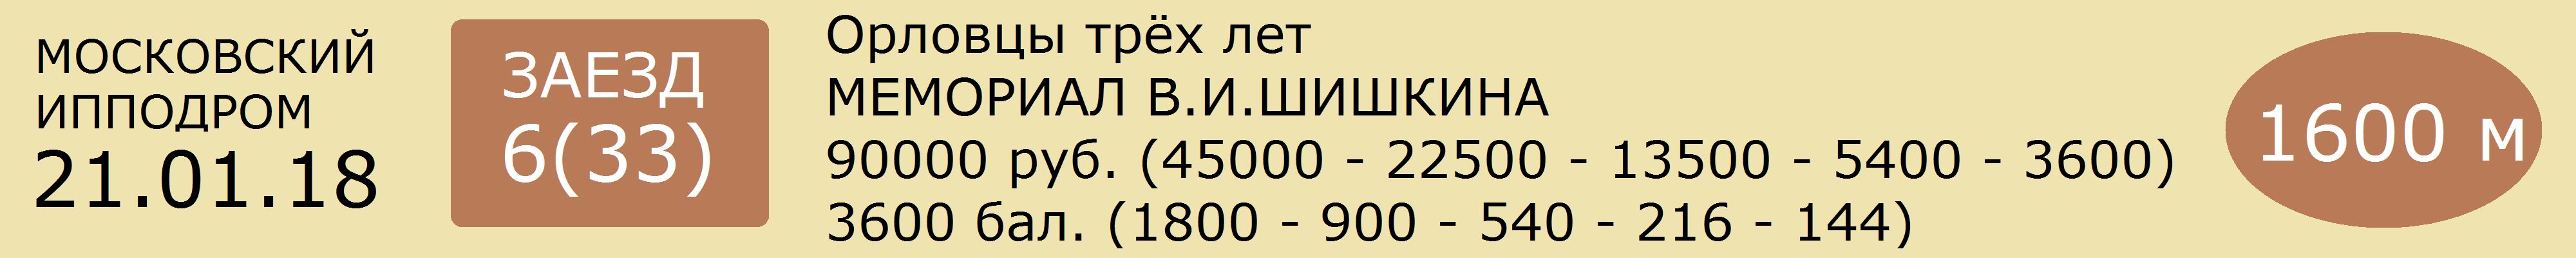 МОСКОВСКИЙ
ИППОДРОМ
21.01.18
ЗАЕЗД
6(33)
Орловцы трёх лет
МЕМОРИАЛ В.И.ШИШКИНА
90000 руб. (45000 - 22500 - 13500 - 5400 - 3600)
3600 бал. (1800 - 900 - 540 - 216 - 144)
1600 м